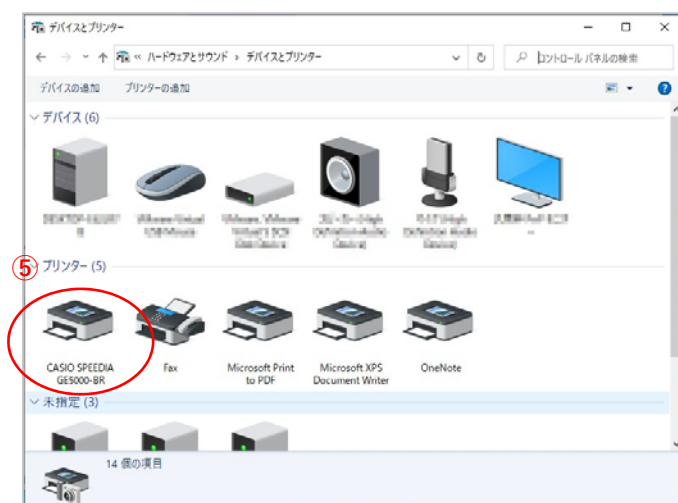 デバイスとプリンター
« ハードウェアとサウンド › デバイスとプリンター
コントロール パネルの検索
デバイスの追加 プリンターの追加
デバイス (6)
⑤
プリンター (5)
CASIO SPEEDIA
GE5000-BR
Fax
Microsoft Print
to PDF
Microsoft XPS
Document Writer
OneNote
未指定 (3)
14 個の項目